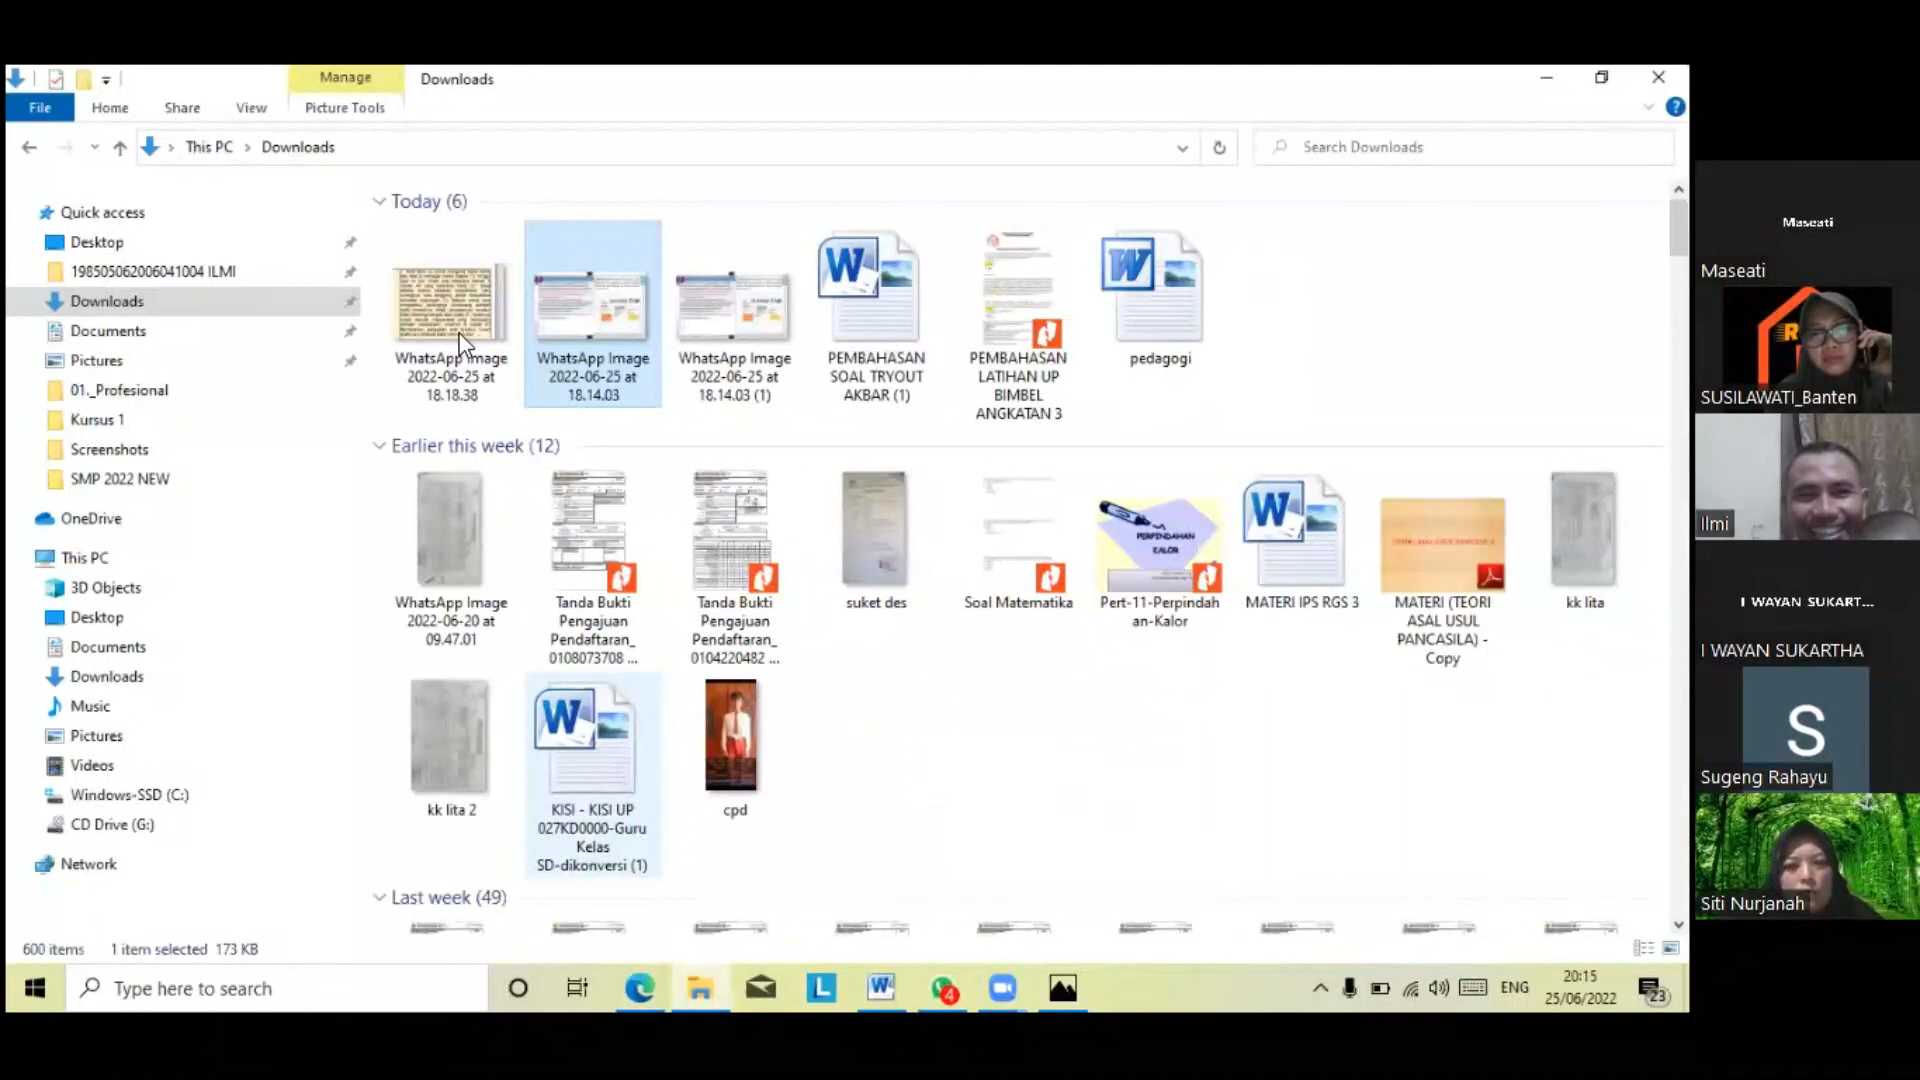 Manage
Downloads
File
Home
Share
View
Picture Tools
This PC
Downloads
Search Downloads
Quick access
Desktop
198505062006041004 ILMI
Downloads
Documents
Pictures
01._Profesional
Kursus 1
Screenshots
SMP 2022 NEW
OneDrive
This PC
3D Objects
Desktop
Documents
Downloads
Music
Pictures
Videos
Windows-SSD (C:)
CD Drive (G:)
Network
Today (6)
WhatsApp Image
2022-06-25 at
18.18.38
WhatsApp Image
2022-06-25 at
18.14.03
WhatsApp Image
2022-06-25 at
18.14.03 (1)
PEMBAHASAN
SOAL TRYOUT
AKBAR (1)
PEMBAHASAN
LATIHAN UP
BIMBEL
ANGKATAN 3
pedagogi
Earlier this week (12)
WhatsApp Image
2022-06-20 at
09.47.01
Tanda Bukti
Pengajuan
Pendaftaran_
0108073708 ...
Tanda Bukti
Pengajuan
Pendaftaran_
0104220482 ...
suket des
Soal Matematika
PERPINDAHAN
KALOR
Pert-11-Perpindah
an-Kalor
MATERI IPS RGS 3
MATERI (TEORI
ASAL USUL
PANCASILA) -
Copy
kk lita
kk lita 2
KISI - KISI UP
027KD0000-Guru
Kelas
SD-dikonversi (1)
cpd
Last week (49)
600 items
1 item selected 173 KB
Type here to search
4
ENG
20:15
25/06/2022
23
Maseati
Maseati
SUSILAWATI_Banten
Ilmi
I WAYAN SUKART...
I WAYAN SUKARTHA
S
Sugeng Rahayu
Siti Nurjanah